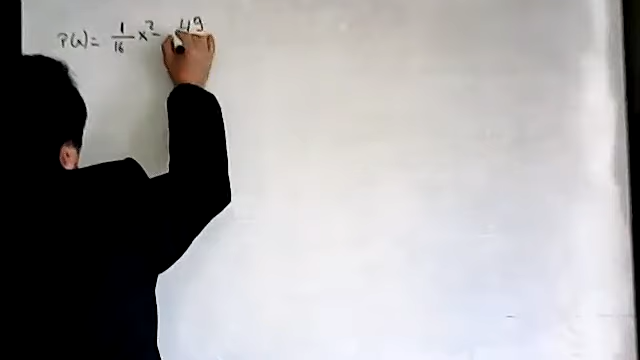 P(x) = 1/16 x² - 49